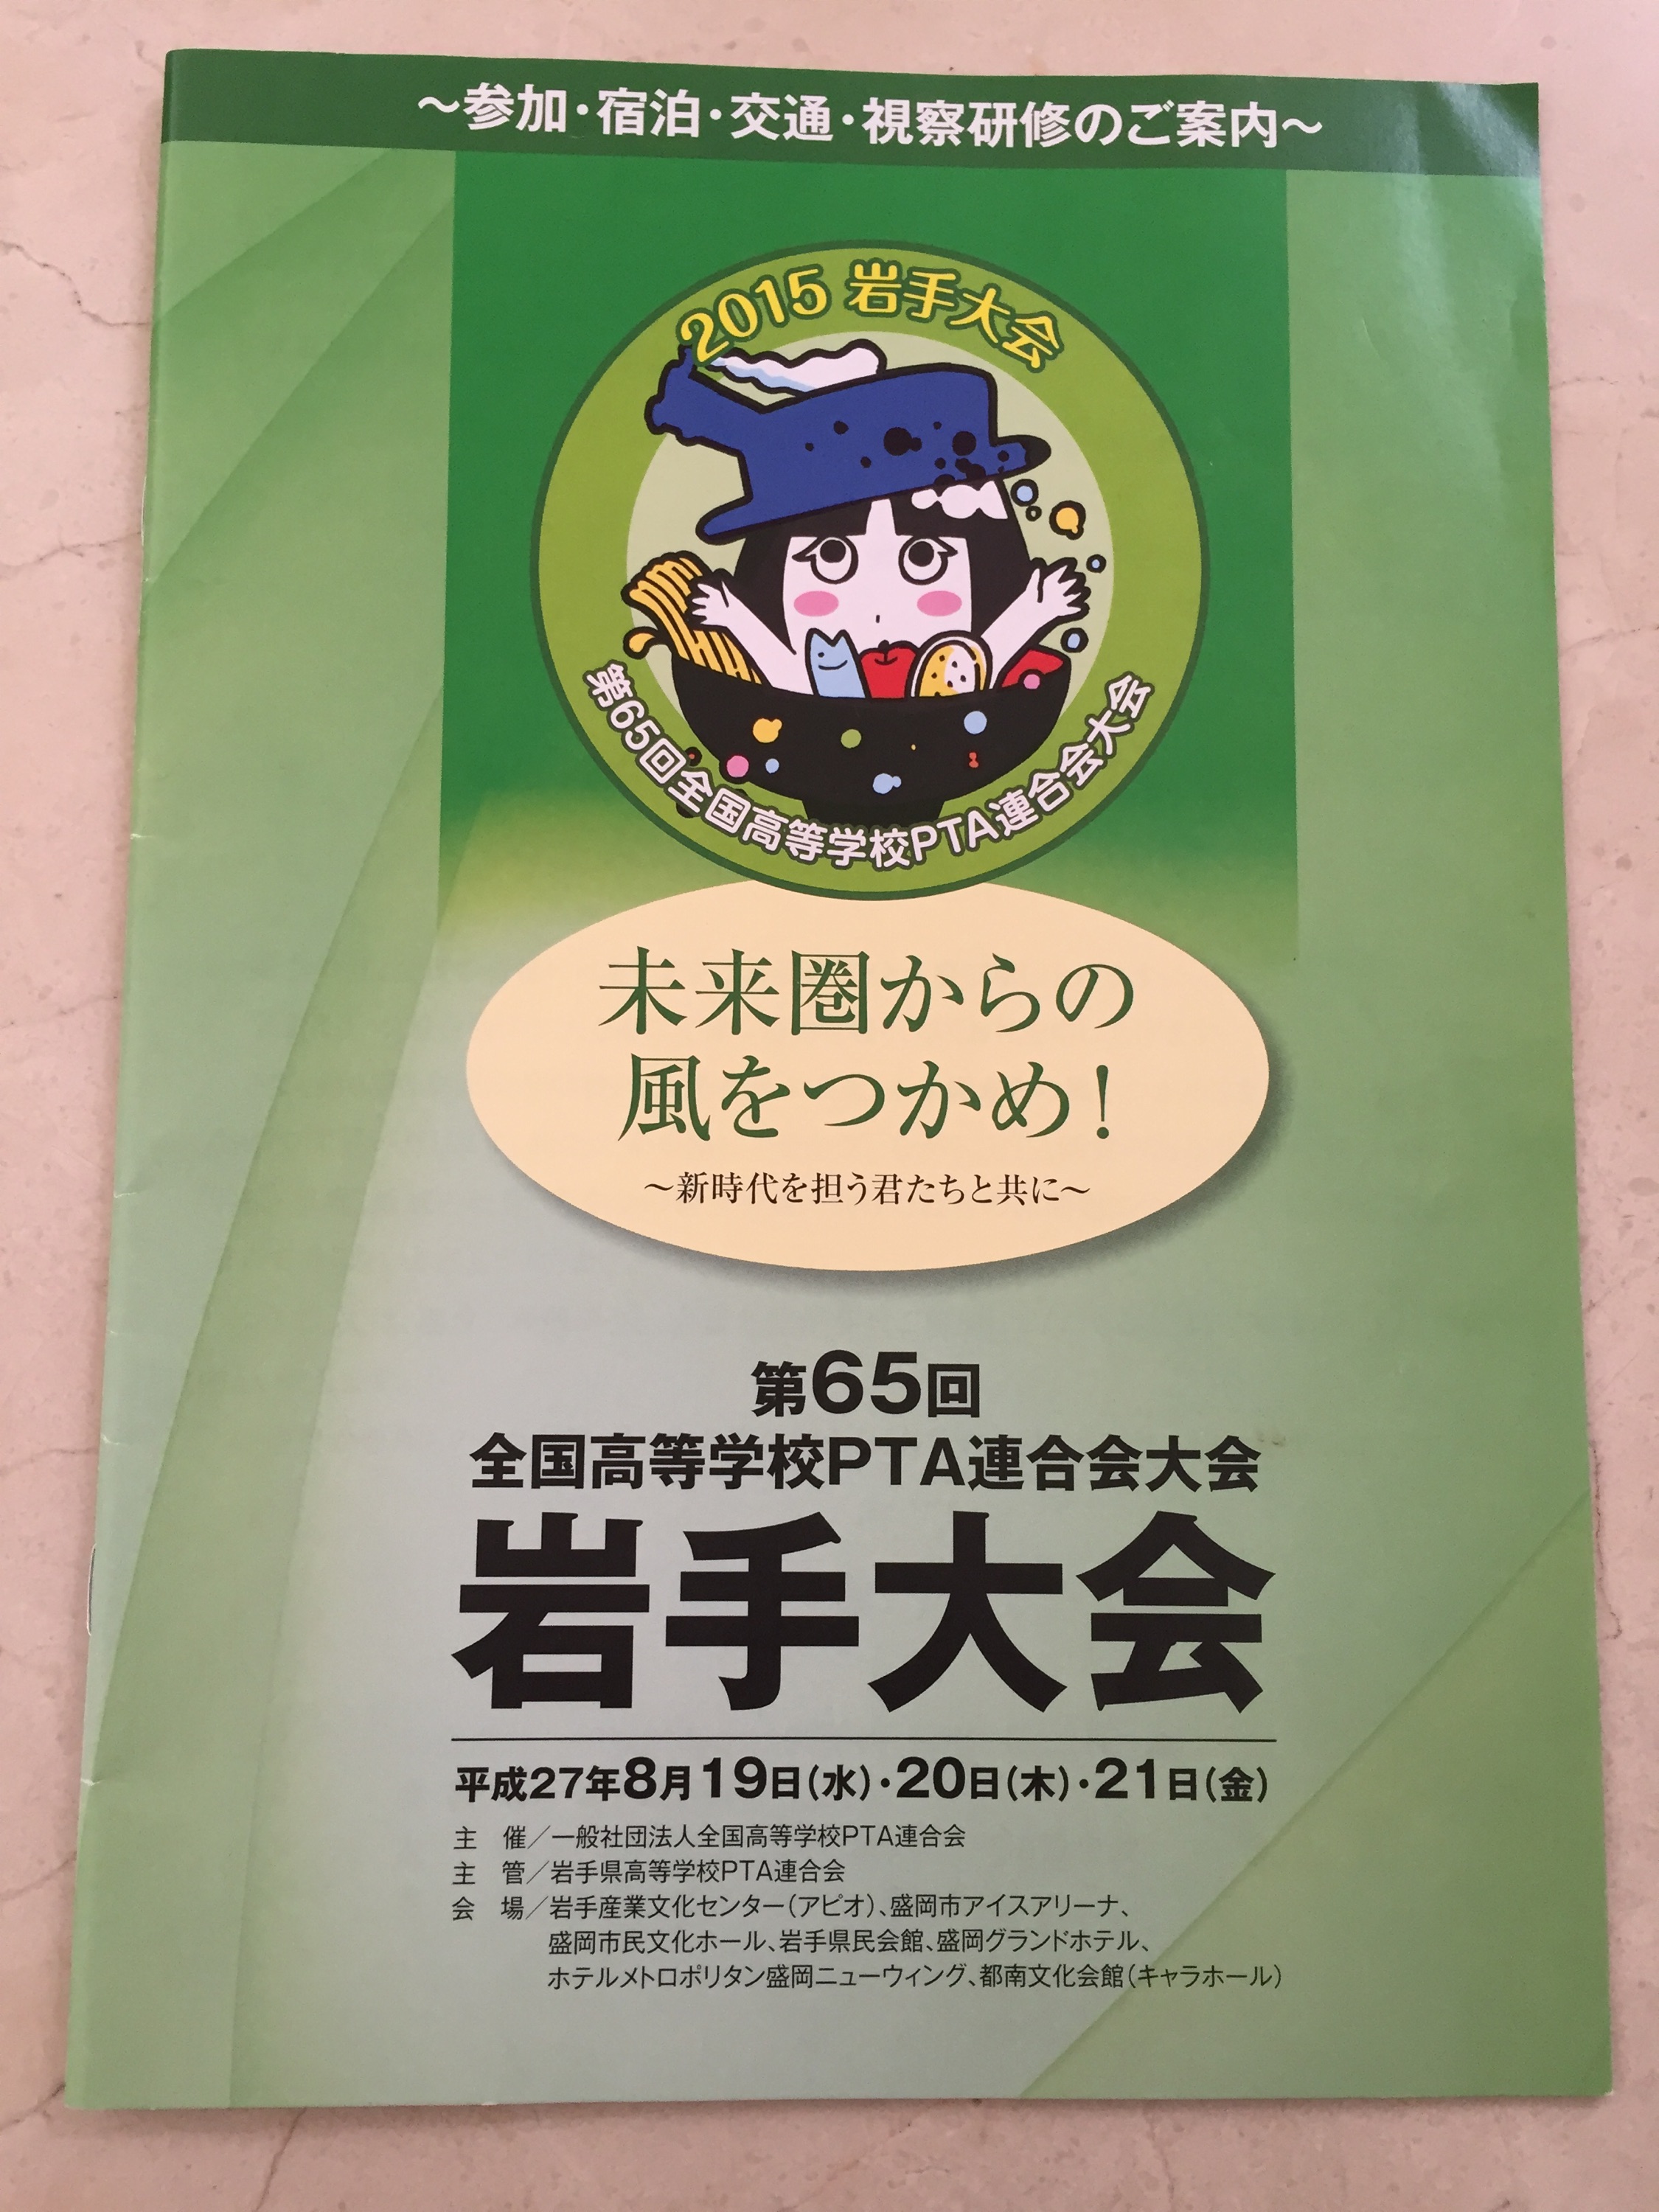 ～参加・宿泊・交通・視察研修のご案内～
2015 岩手大会
第65回全国高等学校PTA連合会大会
未来圏からの
風をつかめ！
～新時代を担う君たちと共に～
第65回
全国高等学校PTA連合会大会
岩手大会
平成27年8月19日(水)・20日(木)・21日(金)
主　催／一般社団法人全国高等学校PTA連合会
主　管／岩手県高等学校PTA連合会
会　場／岩手産業文化センター(アピオ)、盛岡市アイスアリーナ、
盛岡市民文化ホール、岩手県民会館、盛岡グランドホテル、
ホテルメトロポリタン盛岡ニューウィング、都南文化会館(キャラホール)